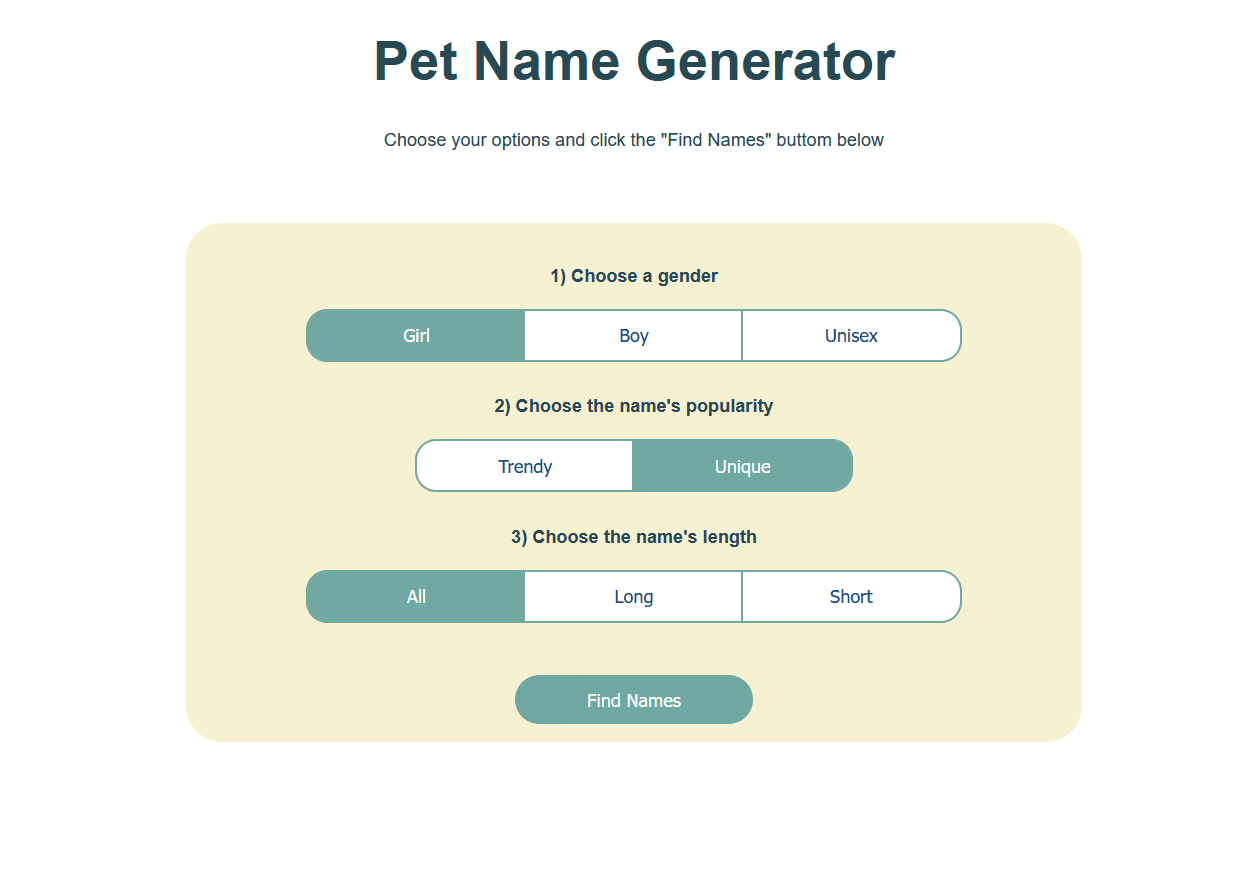 Pet Name Generator
Choose your options and click the "Find Names" buttom below
1) Choose a gender
Girl Boy Unisex
2) Choose the name's popularity
Trendy Unique
3) Choose the name's length
All Long Short
Find Names